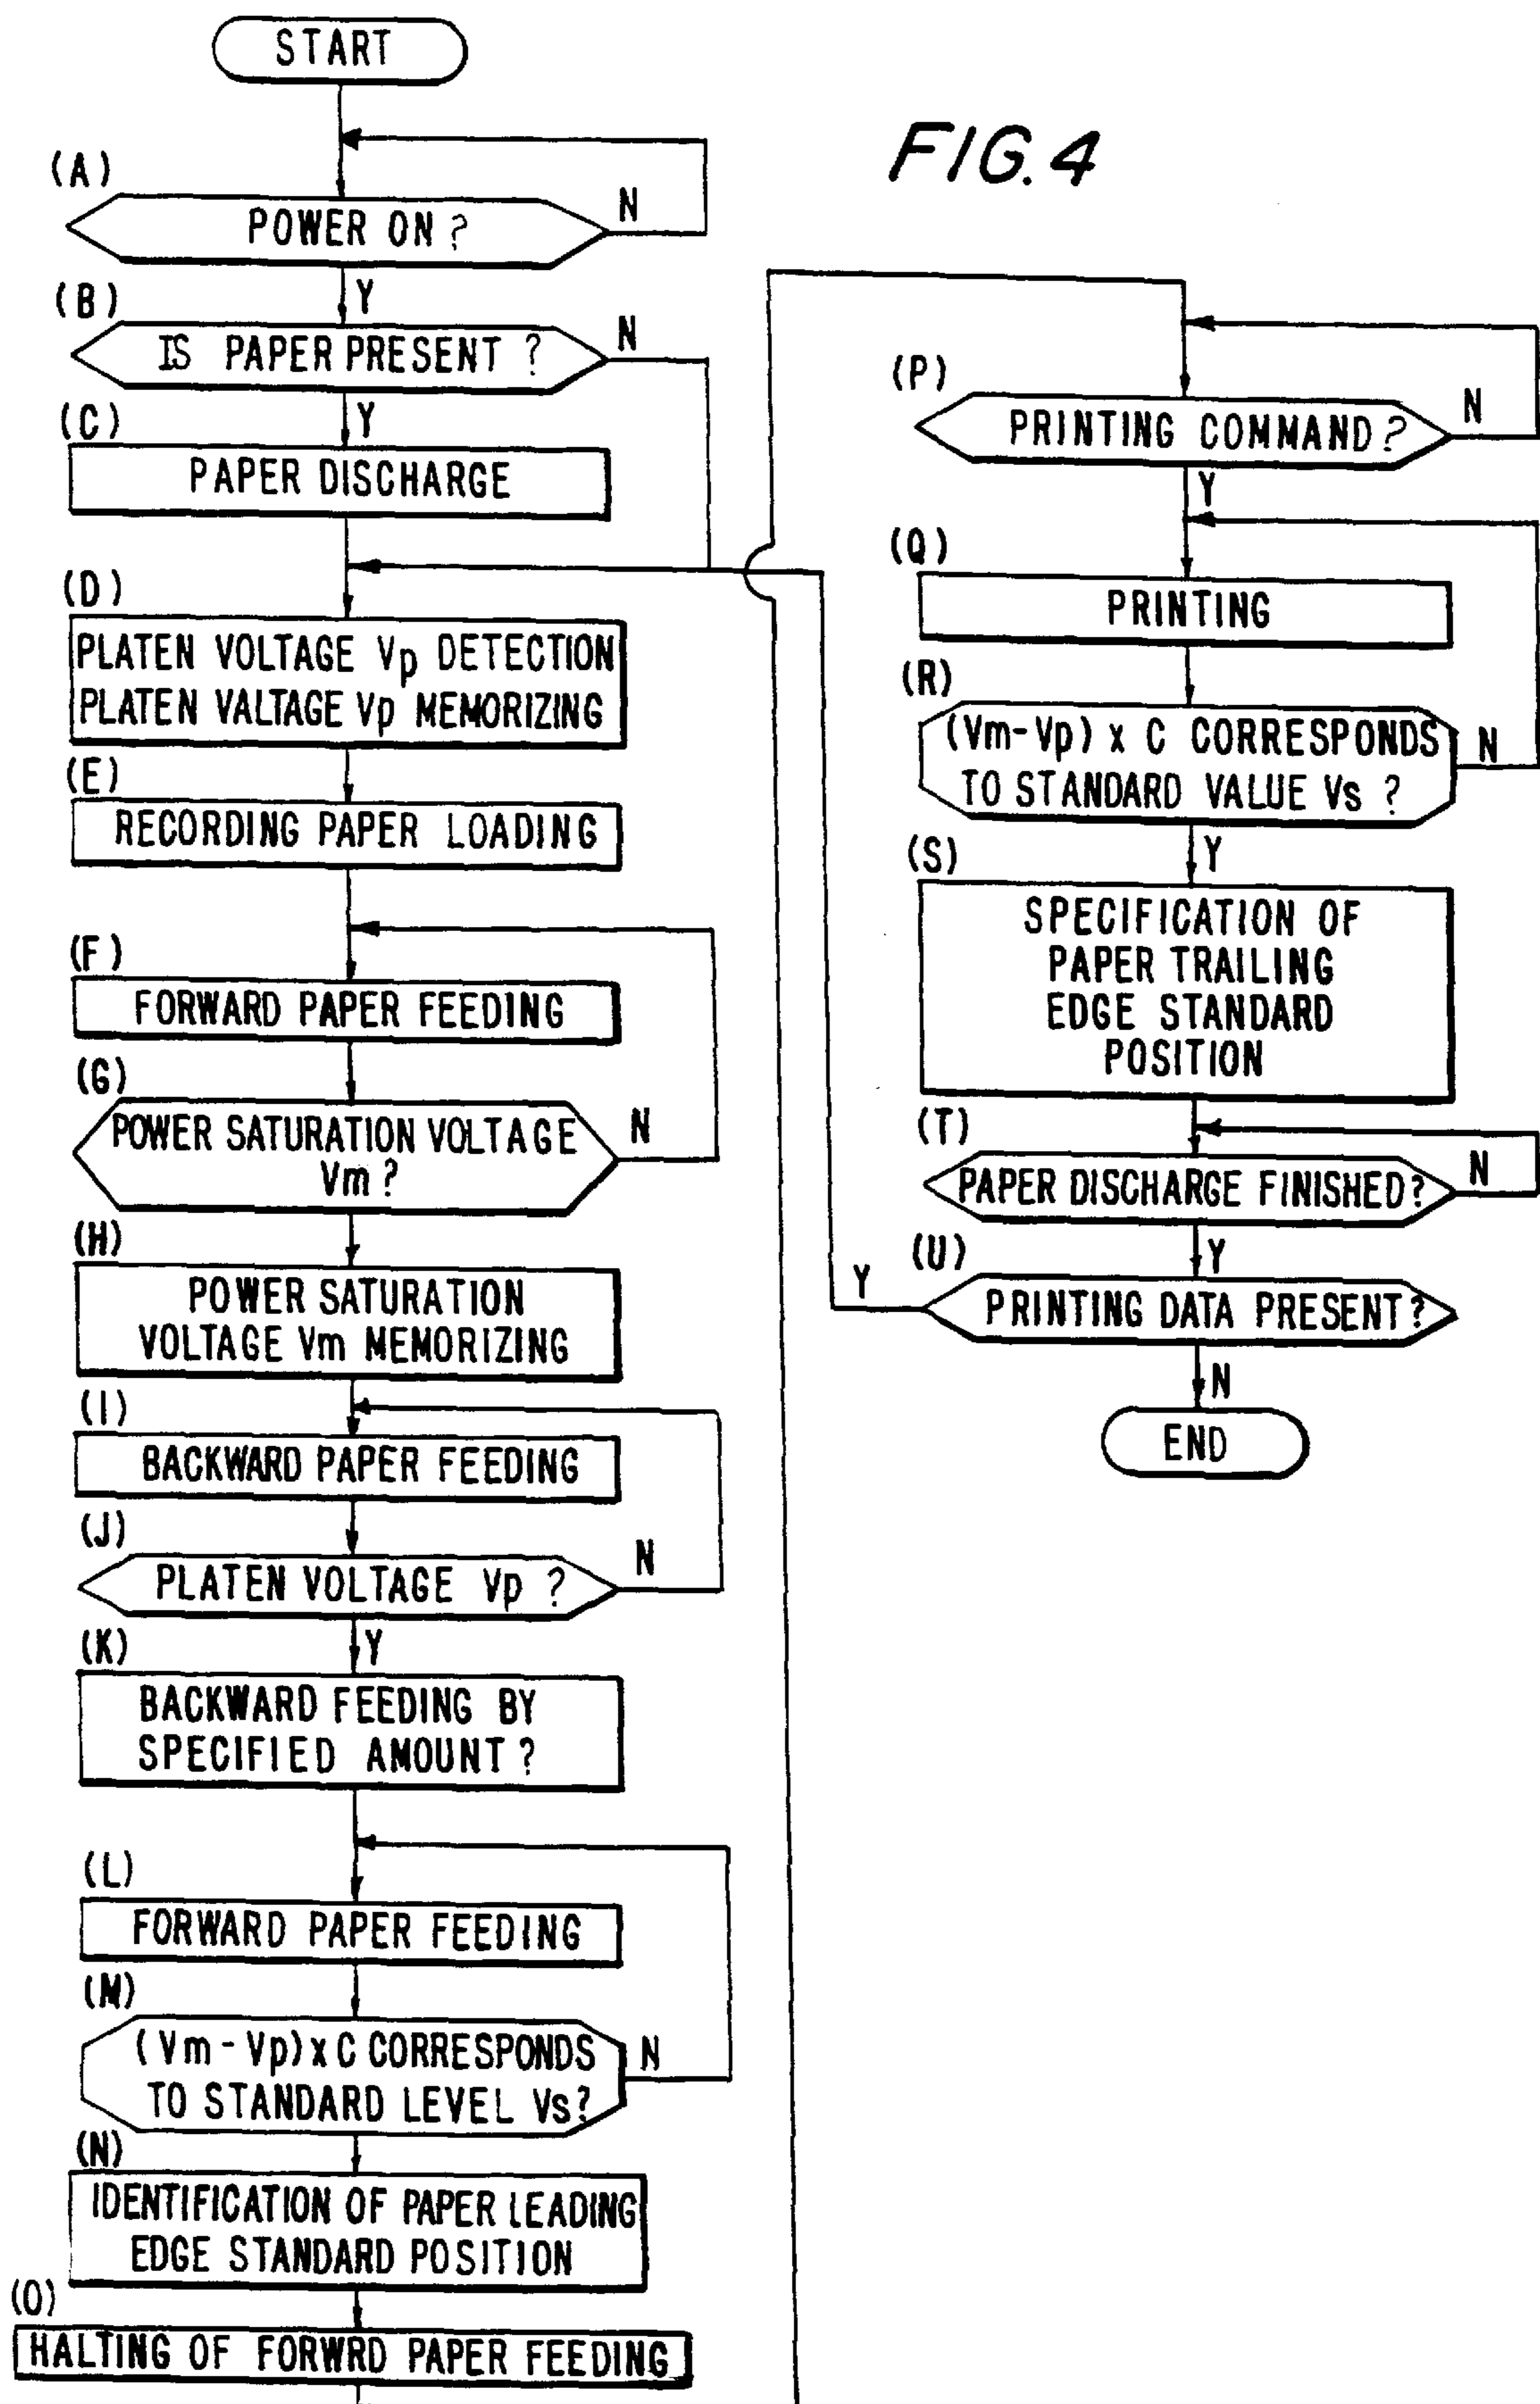 START
FIG. 4
(A)
POWER ON ?
N
Y
(B)
IS PAPER PRESENT ?
N
Y
(C)
PAPER DISCHARGE
(D)
PLATEN VOLTAGE Vp DETECTION
PLATEN VALTAGE Vp MEMORIZING
(E)
RECORDING PAPER LOADING
(F)
FORWARD PAPER FEEDING
(G)
POWER SATURATION VOLTAGE
Vm ?
N
(H)
POWER SATURATION
VOLTAGE Vm MEMORIZING
(I)
BACKWARD PAPER FEEDING
(J)
PLATEN VOLTAGE Vp ?
N
Y
(K)
BACKWARD FEEDING BY
SPECIFIED AMOUNT ?
(L)
FORWARD PAPER FEEDING
(M)
(Vm - Vp) x C CORRESPONDS
TO STANDARD LEVEL Vs?
N
(N)
IDENTIFICATION OF PAPER LEADING
EDGE STANDARD POSITION
(O)
HALTING OF FORWRD PAPER FEEDING
(P)
PRINTING COMMAND ?
N
Y
(Q)
PRINTING
(R)
(Vm-Vp) x C CORRESPONDS
TO STANDARD VALUE Vs ?
N
Y
(S)
SPECIFICATION OF
PAPER TRAILING
EDGE STANDARD
POSITION
(T)
PAPER DISCHARGE FINISHED?
N
Y
(U)
PRINTING DATA PRESENT?
Y
N
END